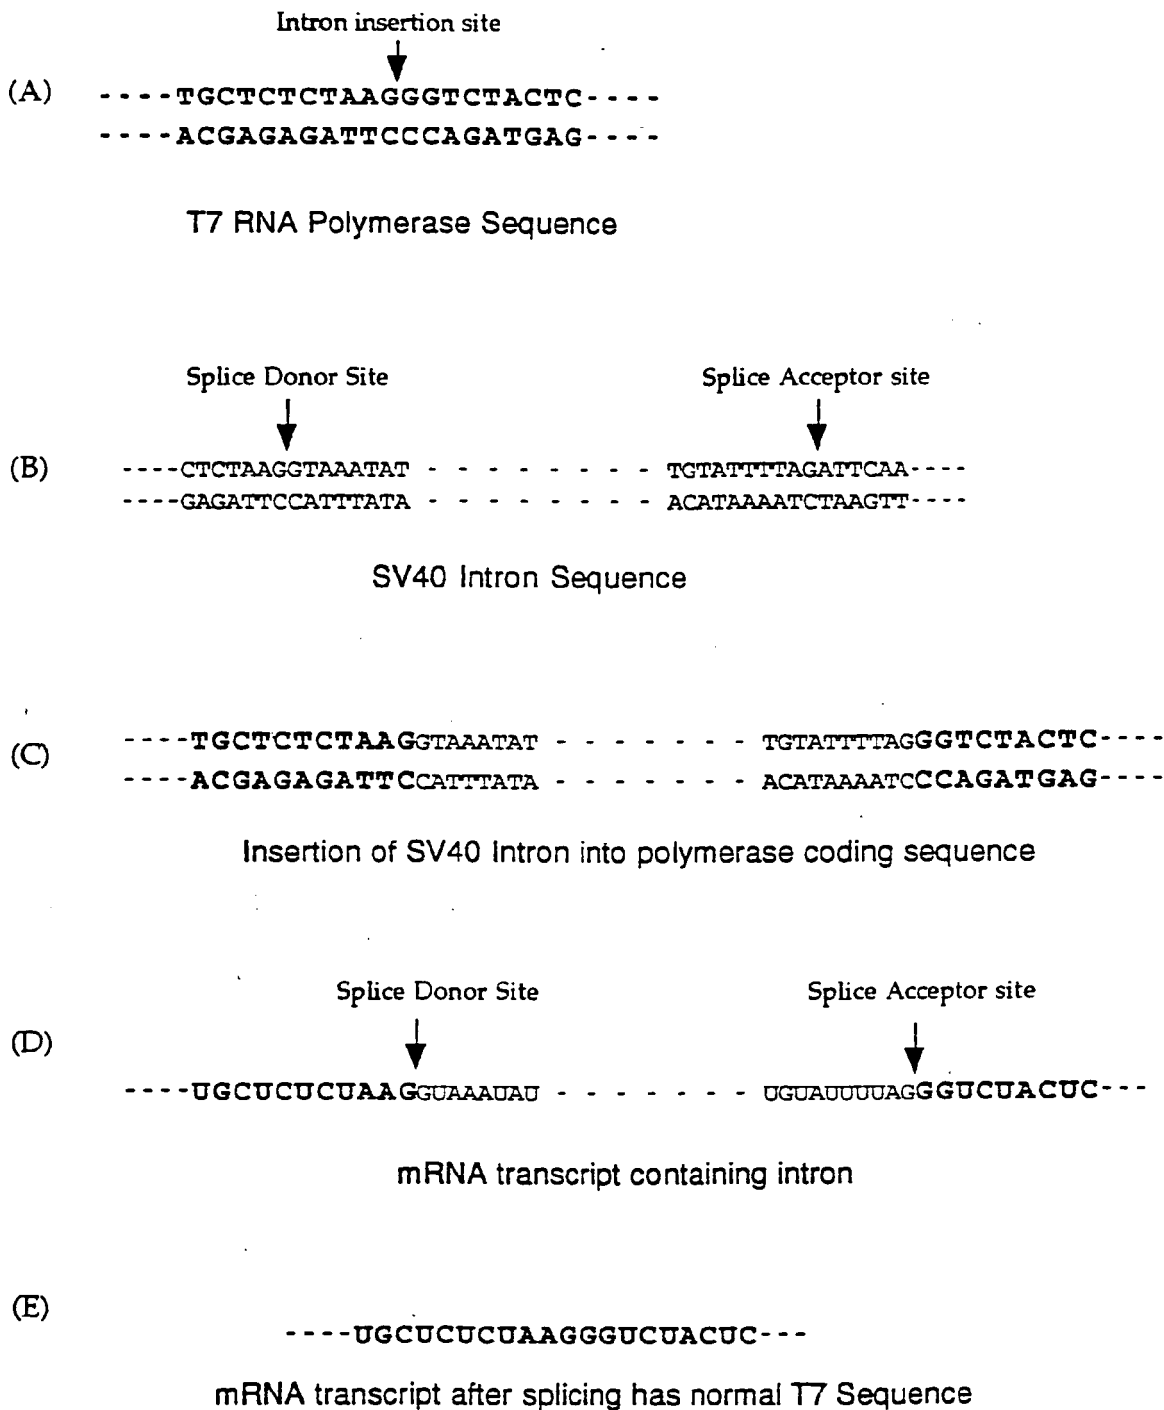 Intron insertion site
(A) ----TGCTCTCTAAGGGTCTACTC----
----ACGAGAGATTCCCAGATGAG----
T7 RNA Polymerase Sequence
Splice Donor Site Splice Acceptor site
(B) ----CTCTAAGGTAAATAT - - - - - - - - TGTATTTTAGATTCAA----
----GAGATTCCATTTATA - - - - - - - - ACATAAAATCTAAGTT----
SV40 Intron Sequence
(C) ----TGCTCTCTAAGGTAAATAT - - - - - - - TGTATTTTAGGGTCTACTC----
----ACGAGAGATTCCATTTATA - - - - - - - ACATAAAATCCCAGATGAG----
Insertion of SV40 Intron into polymerase coding sequence
Splice Donor Site Splice Acceptor site
(D) ----UGCUCUCUAAGGUAAAUAU - - - - - - - UGUAUUUUAGGGUCUACUC---
mRNA transcript containing intron
(E) ----UGCUCUCUAAGGGUCUACUC---
mRNA transcript after splicing has normal T7 Sequence